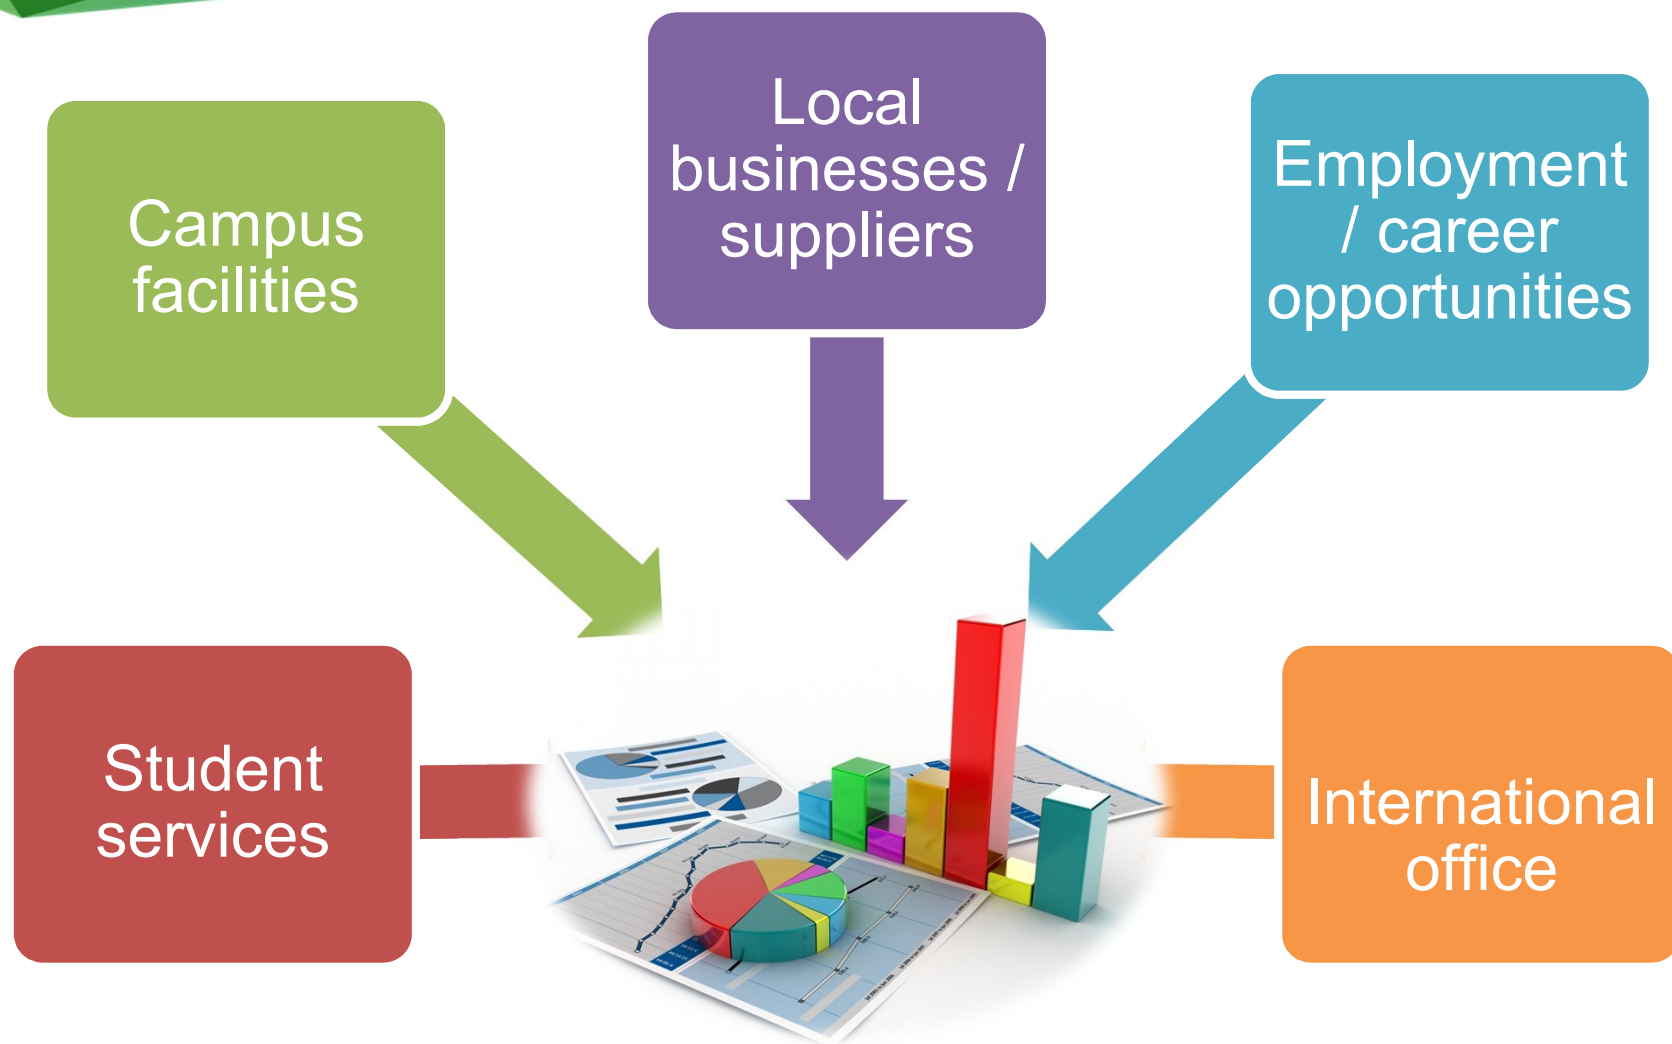 Local
businesses /
suppliers
Employment
/ career
opportunities
Campus
facilities
Student
services
International
office